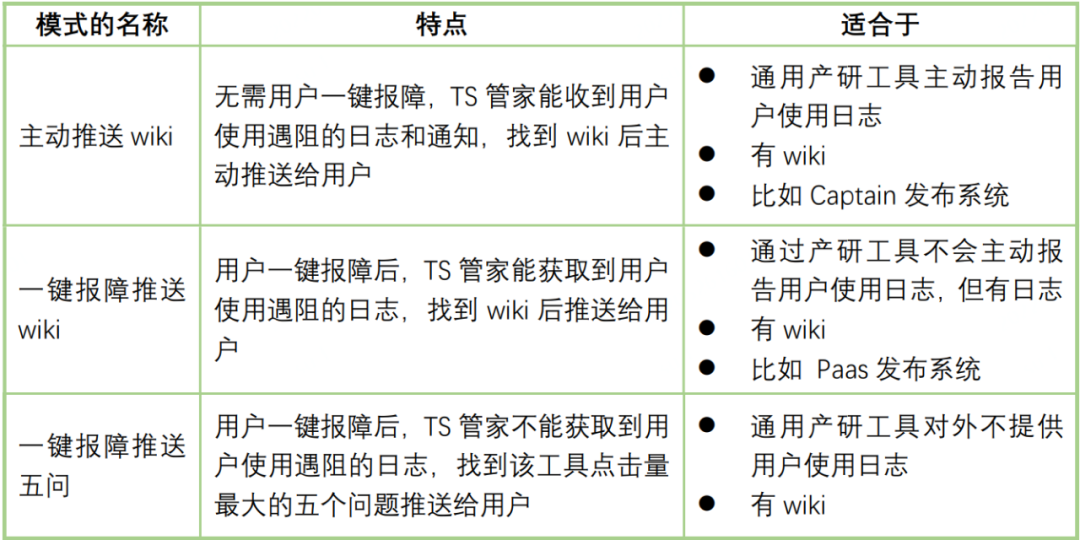 模式的名称
特点
适合于
主动推送 wiki
无需用户一键报障，TS 管家能收到用户
使用遇阻的日志和通知，找到 wiki 后主
动推送给用户
● 通用产研工具主动报告用
户使用日志
● 有 wiki
● 比如 Captain 发布系统
一键报障推送
wiki
用户一键报障后，TS 管家能获取到用户
使用遇阻的日志，找到 wiki 后推送给用
户
● 通过产研工具不会主动报
告用户使用日志，但有日志
● 有 wiki
● 比如 Paas 发布系统
一键报障推送
五问
用户一键报障后，TS 管家不能获取到用
户使用遇阻的日志，找到该工具点击量
最大的五个问题推送给用户
● 通用产研工具对外不提供
用户使用日志
● 有 wiki